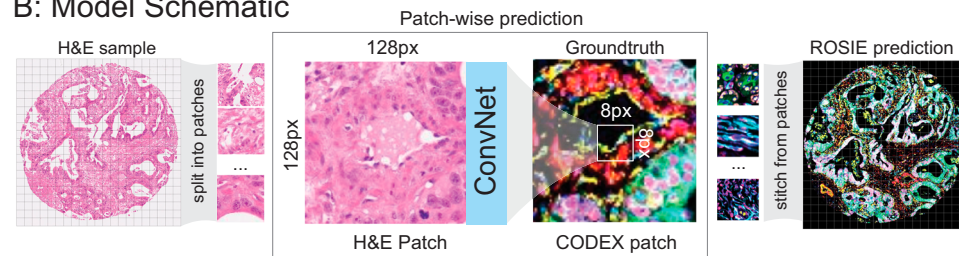 B: Model Schematic
Patch-wise prediction
H&E sample
128px
Groundtruth
ROSIE prediction
split into patches
128px
ConvNet
8px
8px
stitch from patches
...
...
H&E Patch
CODEX patch